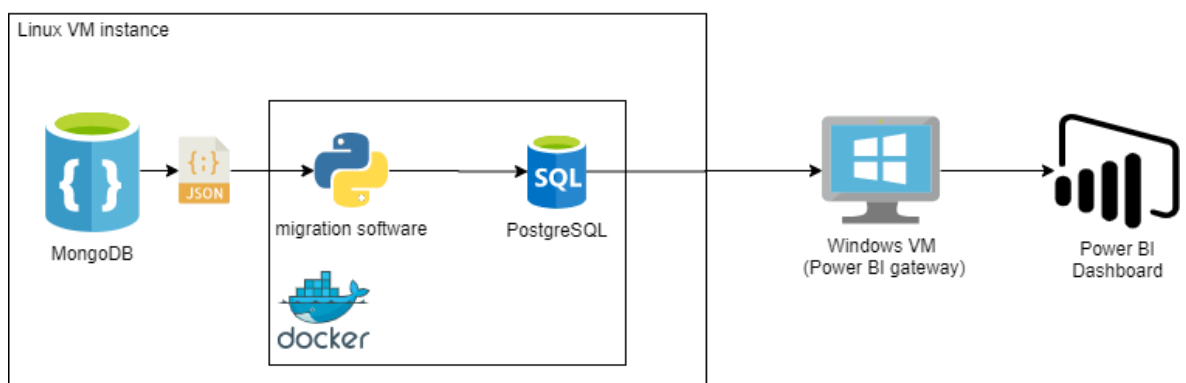 Linux VM instance
{ }
{;}
JSON
SQL
migration software
PostgreSQL
MongoDB
Windows VM
(Power BI gateway)
Power BI
Dashboard
docker